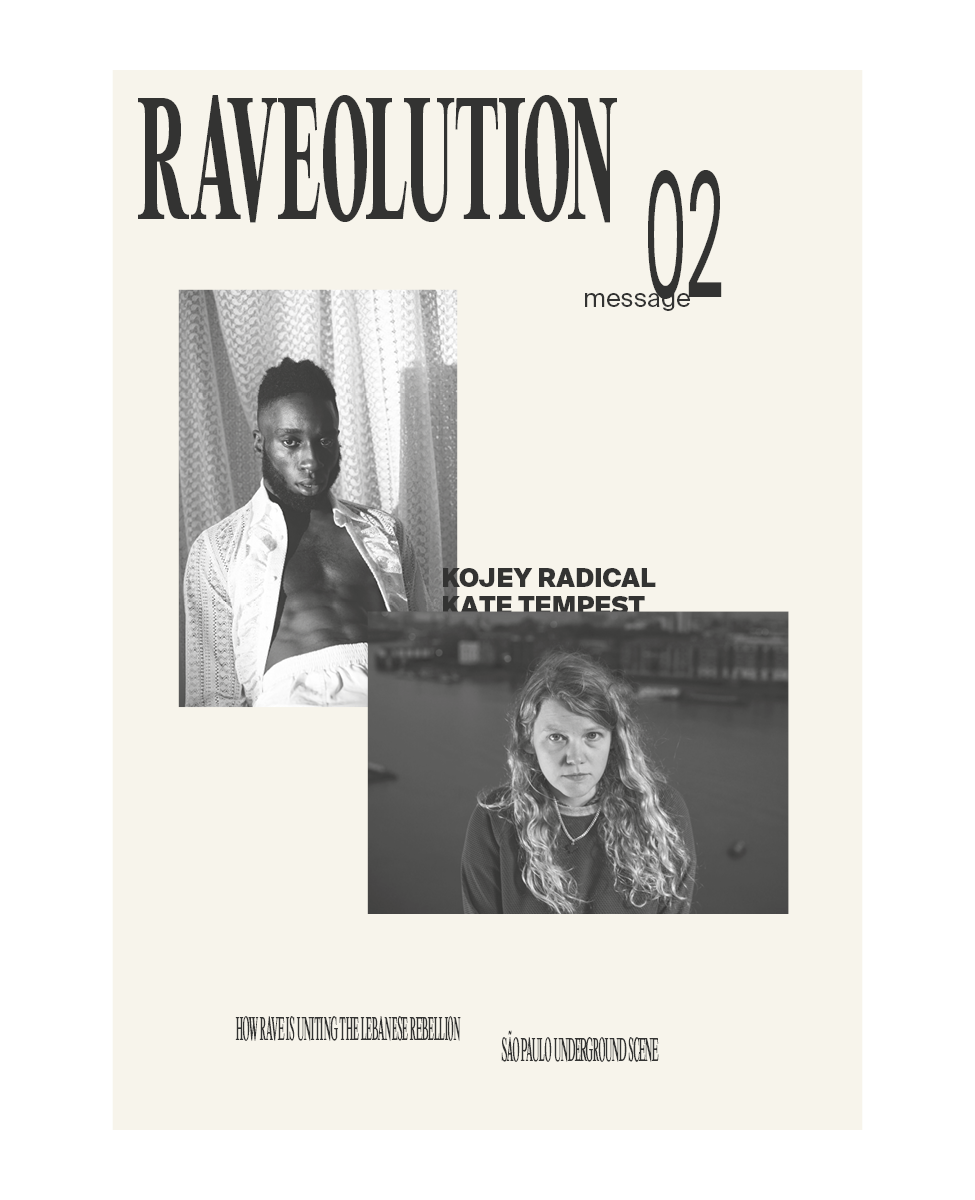 RAVEOLUTION
02
message
KOJEY RADICAL
KATE TEMPEST
HOW RAVE IS UNITING THE LEBANESE REBELLION
SÃO PAULO UNDERGROUND SCENE